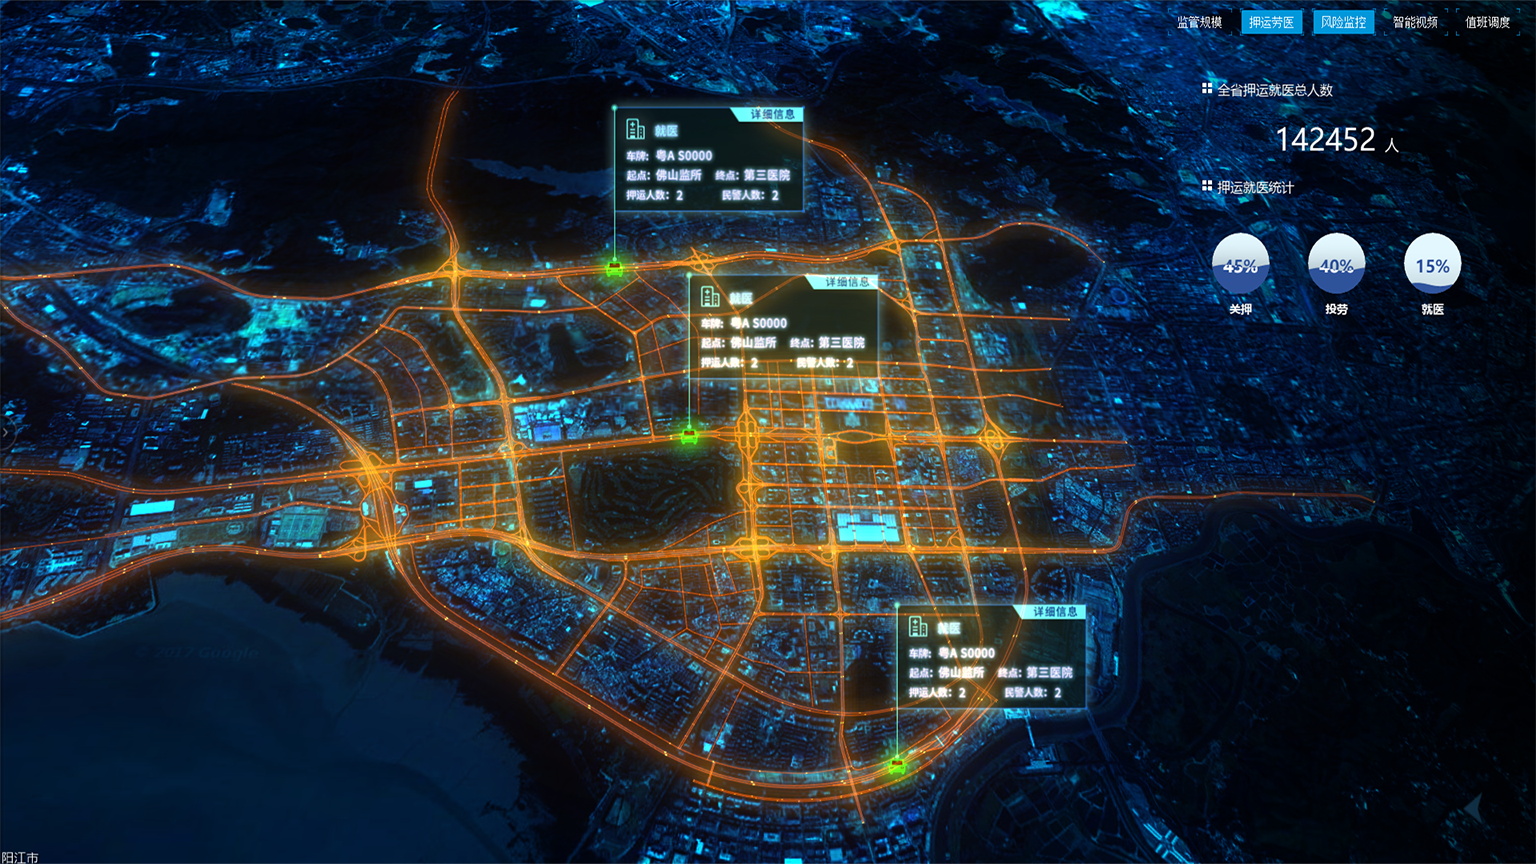 监管规模 押运劳医 风险监控 智能视频 值班调度
全省押运就医总人数
142452 人
押运就医统计
45% 40% 15%
关押 投劳 就医
详细信息
就医
车牌: 粤A S0000
起点: 佛山监所 终点: 第三医院
押运人数: 2 民警人数: 2
详细信息
就医
车牌: 粤A S0000
起点: 佛山监所 终点: 第三医院
押运人数: 2 民警人数: 2
详细信息
就医
车牌: 粤A S0000
起点: 佛山监所 终点: 第三医院
押运人数: 2 民警人数: 2
© 2017 Google
阳江市